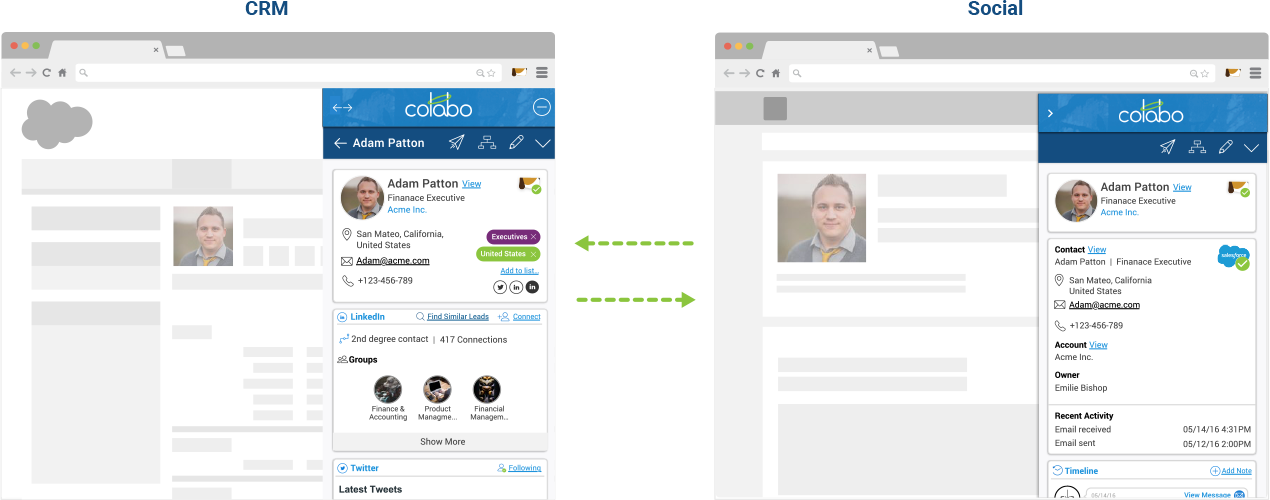 CRM
Social
colabo
Adam Patton
Adam Patton View
Finanace Executive
Acme Inc.
San Mateo, California,
United States
Executives ×
United States ×
Adam@acme.com
Add to list..
+123-456-789
in in
LinkedIn Find Similar Leads Connect
2nd degree contact | 417 Connections
Groups
Finance &
Accounting
Product
Managme...
Financial
Managem...
Show More
Twitter Following
Latest Tweets
colabo
Adam Patton View
Finanace Executive
Acme Inc.
Contact View
salesforce
Adam Patton | Finanace Executive
San Mateo, California
United States
Adam@acme.com
+123-456-789
Account View
Acme Inc.
Owner
Emilie Bishop
Recent Activity
Email received 05/14/16 4:31PM
Email sent 05/12/16 2:00PM
Timeline Add Note
05/14/16 View Message